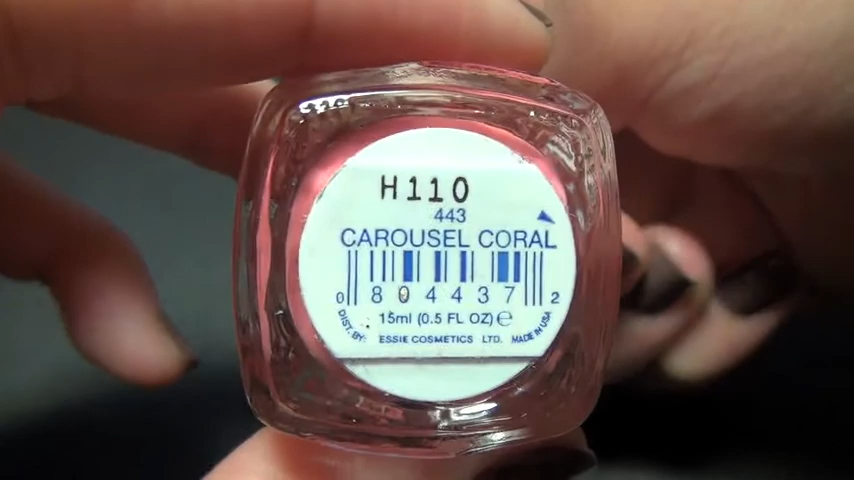 H110
443
CAROUSEL CORAL
0 804437 2
15ml (0.5 FL OZ) ℮
DIST. BY: ESSIE COSMETICS LTD. MADE IN USA